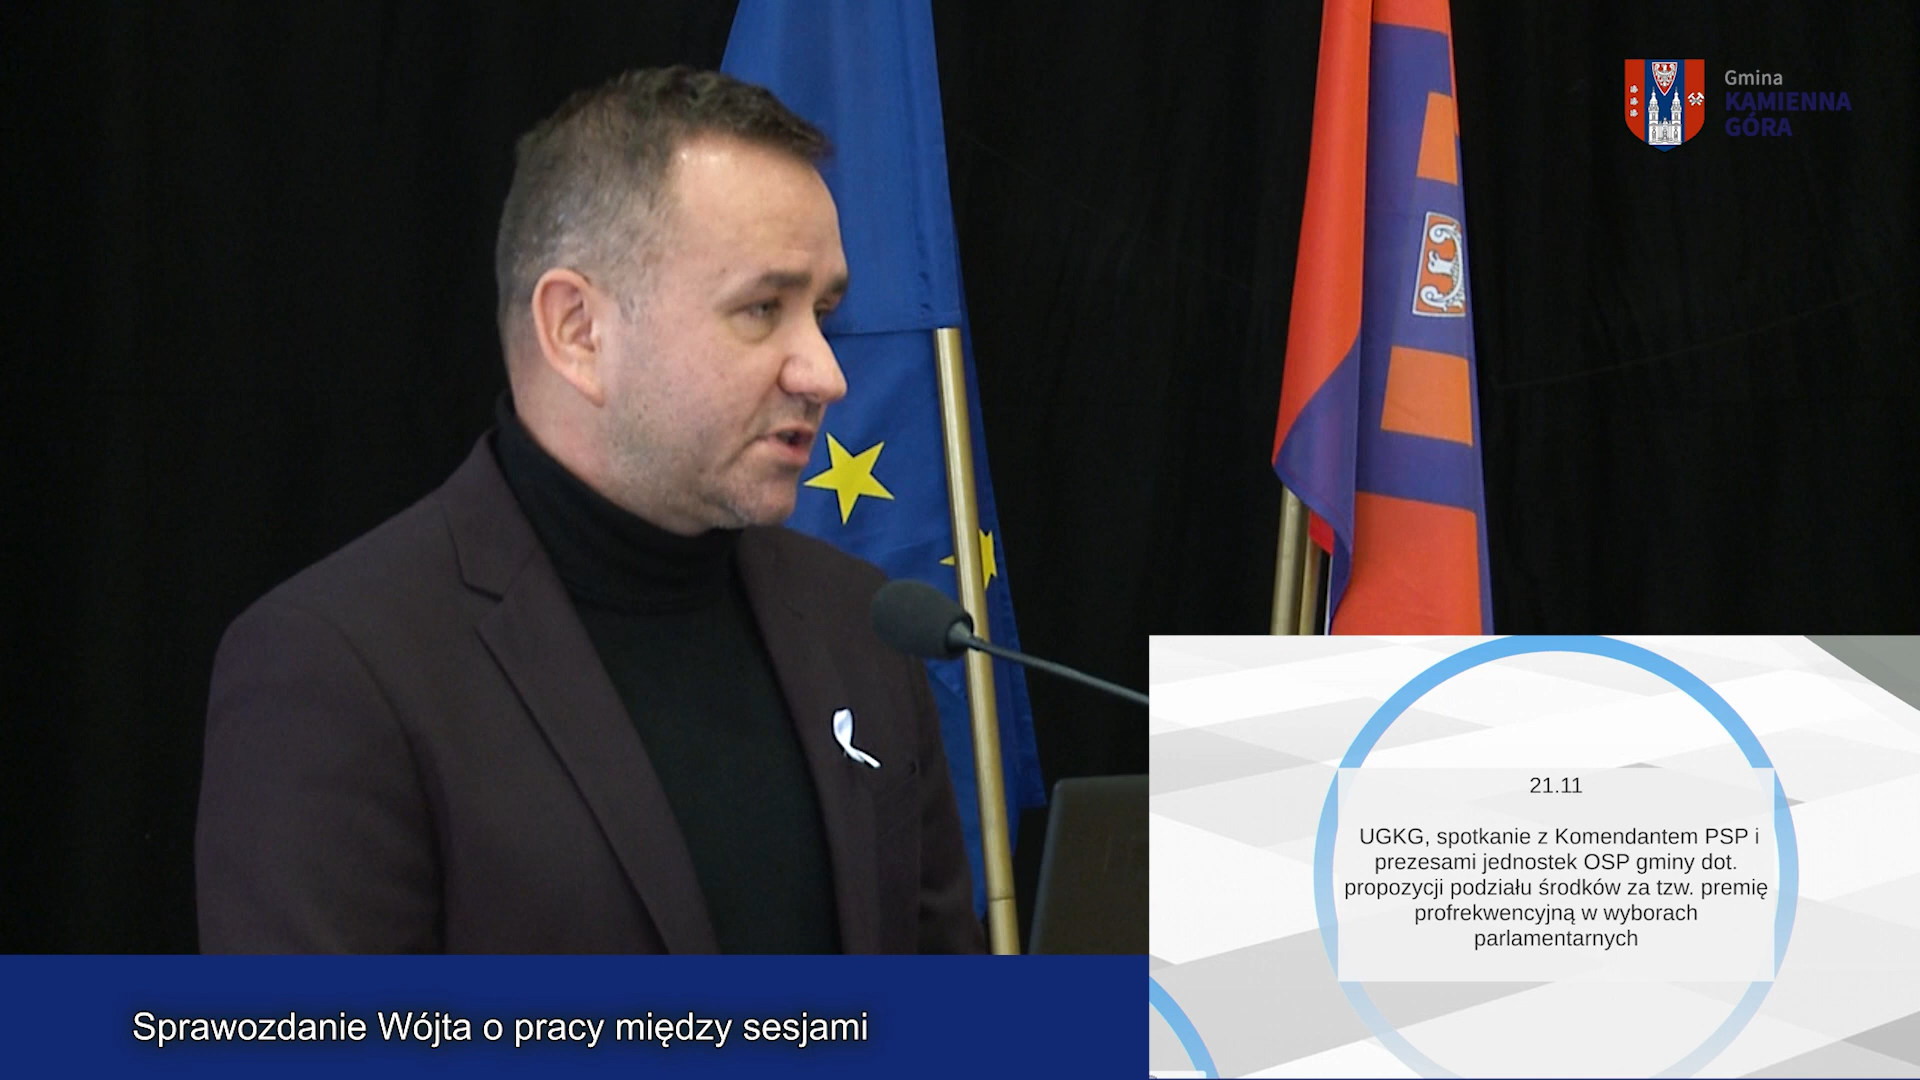 Gmina
KAMIENNA
GÓRA
21.11
UGKG, spotkanie z Komendantem PSP i
prezesami jednostek OSP gminy dot.
propozycji podziału środków za tzw. premię
profrekwencyjną w wyborach
parlamentarnych
Sprawozdanie Wójta o pracy między sesjami